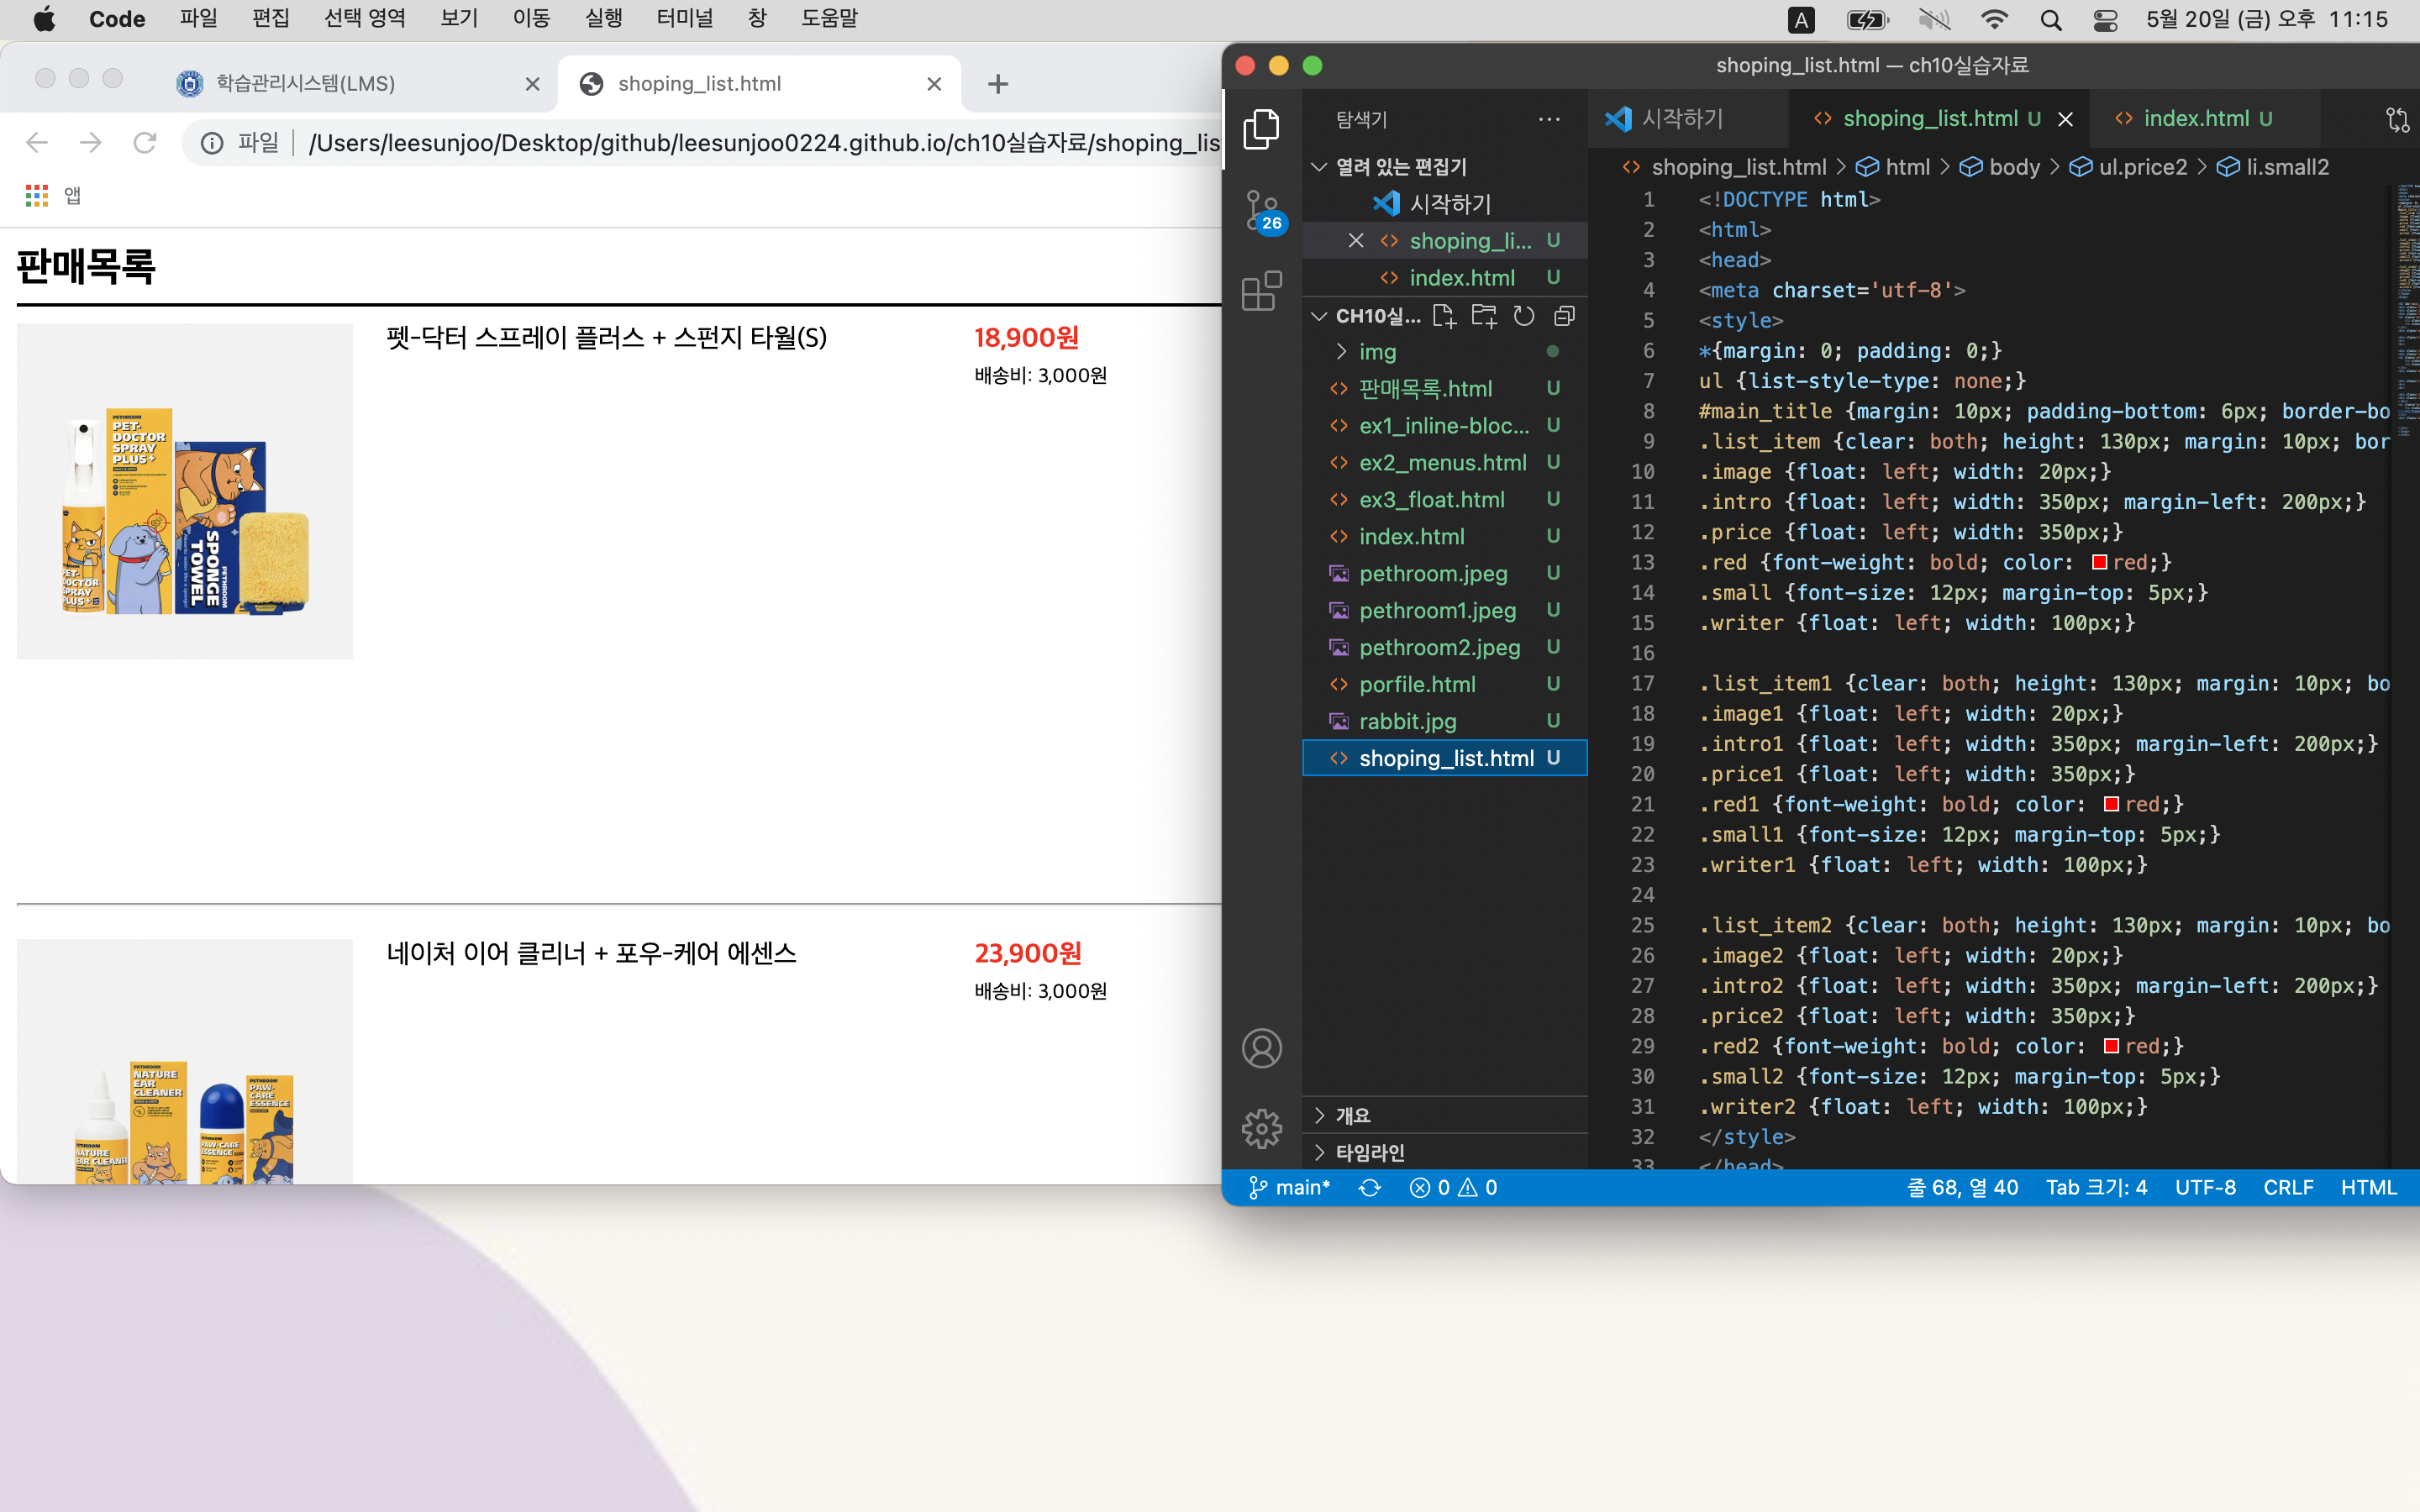 Code 파일 편집 선택 영역 보기 이동 실행 터미널 창 도움말 A 5월 20일 (금) 오후 11:15
학습관리시스템(LMS) shoping_list.html
파일 /Users/leesunjoo/Desktop/github/leesunjoo0224.github.io/ch10실습자료/shoping_lis
앱
판매목록
펫-닥터 스프레이 플러스 + 스펀지 타월(S)
18,900원
배송비: 3,000원
PETHROOM
PET-
DOCTOR
SPRAY
PLUS+
PET-
DOCTOR
SPRAY
PLUS+
SPONGE
TOWEL
PETHROOM
네이처 이어 클리너 + 포우-케어 에센스
23,900원
배송비: 3,000원
PETHROOM
NATURE
EAR
CLEANER
PETHROOM
PAW-
CARE
ESSENCE
PETHROOM
NATURE
EAR CLEANER
PAW-CARE
ESSENCE
shoping_list.html — ch10실습자료
탐색기 ···
열려 있는 편집기
시작하기
shoping_li... U
index.html U
CH10실...
img
판매목록.html U
ex1_inline-bloc... U
ex2_menus.html U
ex3_float.html U
index.html U
pethroom.jpeg U
pethroom1.jpeg U
pethroom2.jpeg U
porfile.html U
rabbit.jpg U
shoping_list.html U
개요
타임라인
26
시작하기 shoping_list.html U index.html U
shoping_list.html > html > body > ul.price2 > li.small2
1 <!DOCTYPE html>
2 <html>
3 <head>
4 <meta charset='utf-8'>
5 <style>
6 *{margin: 0; padding: 0;}
7 ul {list-style-type: none;}
8 #main_title {margin: 10px; padding-bottom: 6px; border-bo
9 .list_item {clear: both; height: 130px; margin: 10px; bor
10 .image {float: left; width: 20px;}
11 .intro {float: left; width: 350px; margin-left: 200px;}
12 .price {float: left; width: 350px;}
13 .red {font-weight: bold; color: red;}
14 .small {font-size: 12px; margin-top: 5px;}
15 .writer {float: left; width: 100px;}
16
17 .list_item1 {clear: both; height: 130px; margin: 10px; bo
18 .image1 {float: left; width: 20px;}
19 .intro1 {float: left; width: 350px; margin-left: 200px;}
20 .price1 {float: left; width: 350px;}
21 .red1 {font-weight: bold; color: red;}
22 .small1 {font-size: 12px; margin-top: 5px;}
23 .writer1 {float: left; width: 100px;}
24
25 .list_item2 {clear: both; height: 130px; margin: 10px; bo
26 .image2 {float: left; width: 20px;}
27 .intro2 {float: left; width: 350px; margin-left: 200px;}
28 .price2 {float: left; width: 350px;}
29 .red2 {font-weight: bold; color: red;}
30 .small2 {font-size: 12px; margin-top: 5px;}
31 .writer2 {float: left; width: 100px;}
32 </style>
33 </head>
main* 0 0 줄 68, 열 40 Tab 크기: 4 UTF-8 CRLF HTML